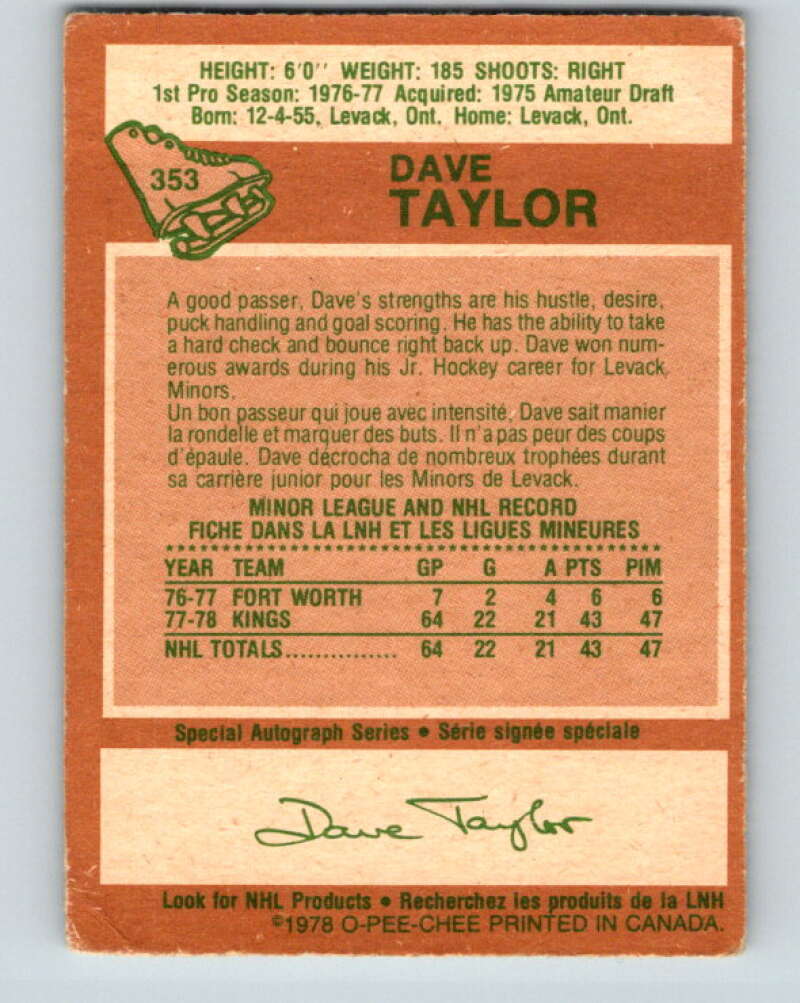 HEIGHT: 6'0'' WEIGHT: 185 SHOOTS: RIGHT
1st Pro Season: 1976-77 Acquired: 1975 Amateur Draft
Born: 12-4-55, Levack, Ont. Home: Levack, Ont.
353
DAVE
TAYLOR
A good passer, Dave's strengths are his hustle, desire,
puck handling and goal scoring. He has the ability to take
a hard check and bounce right back up. Dave won num-
erous awards during his Jr. Hockey career for Levack
Minors.
Un bon passeur qui joue avec intensité, Dave sait manier
la rondelle et marquer des buts. Il n'a pas peur des coups
d'épaule. Dave décrocha de nombreux trophées durant
sa carrière junior pour les Minors de Levack.
MINOR LEAGUE AND NHL RECORD
FICHE DANS LA LNH ET LES LIGUES MINEURES
YEAR TEAM GP G A PTS PIM
76-77 FORT WORTH 7 2 4 6 6
77-78 KINGS 64 22 21 43 47
NHL TOTALS............... 64 22 21 43 47
Special Autograph Series • Série signée spéciale
Dave Taylor
Look for NHL Products • Recherchez les produits de la LNH
©1978 O-PEE-CHEE PRINTED IN CANADA.